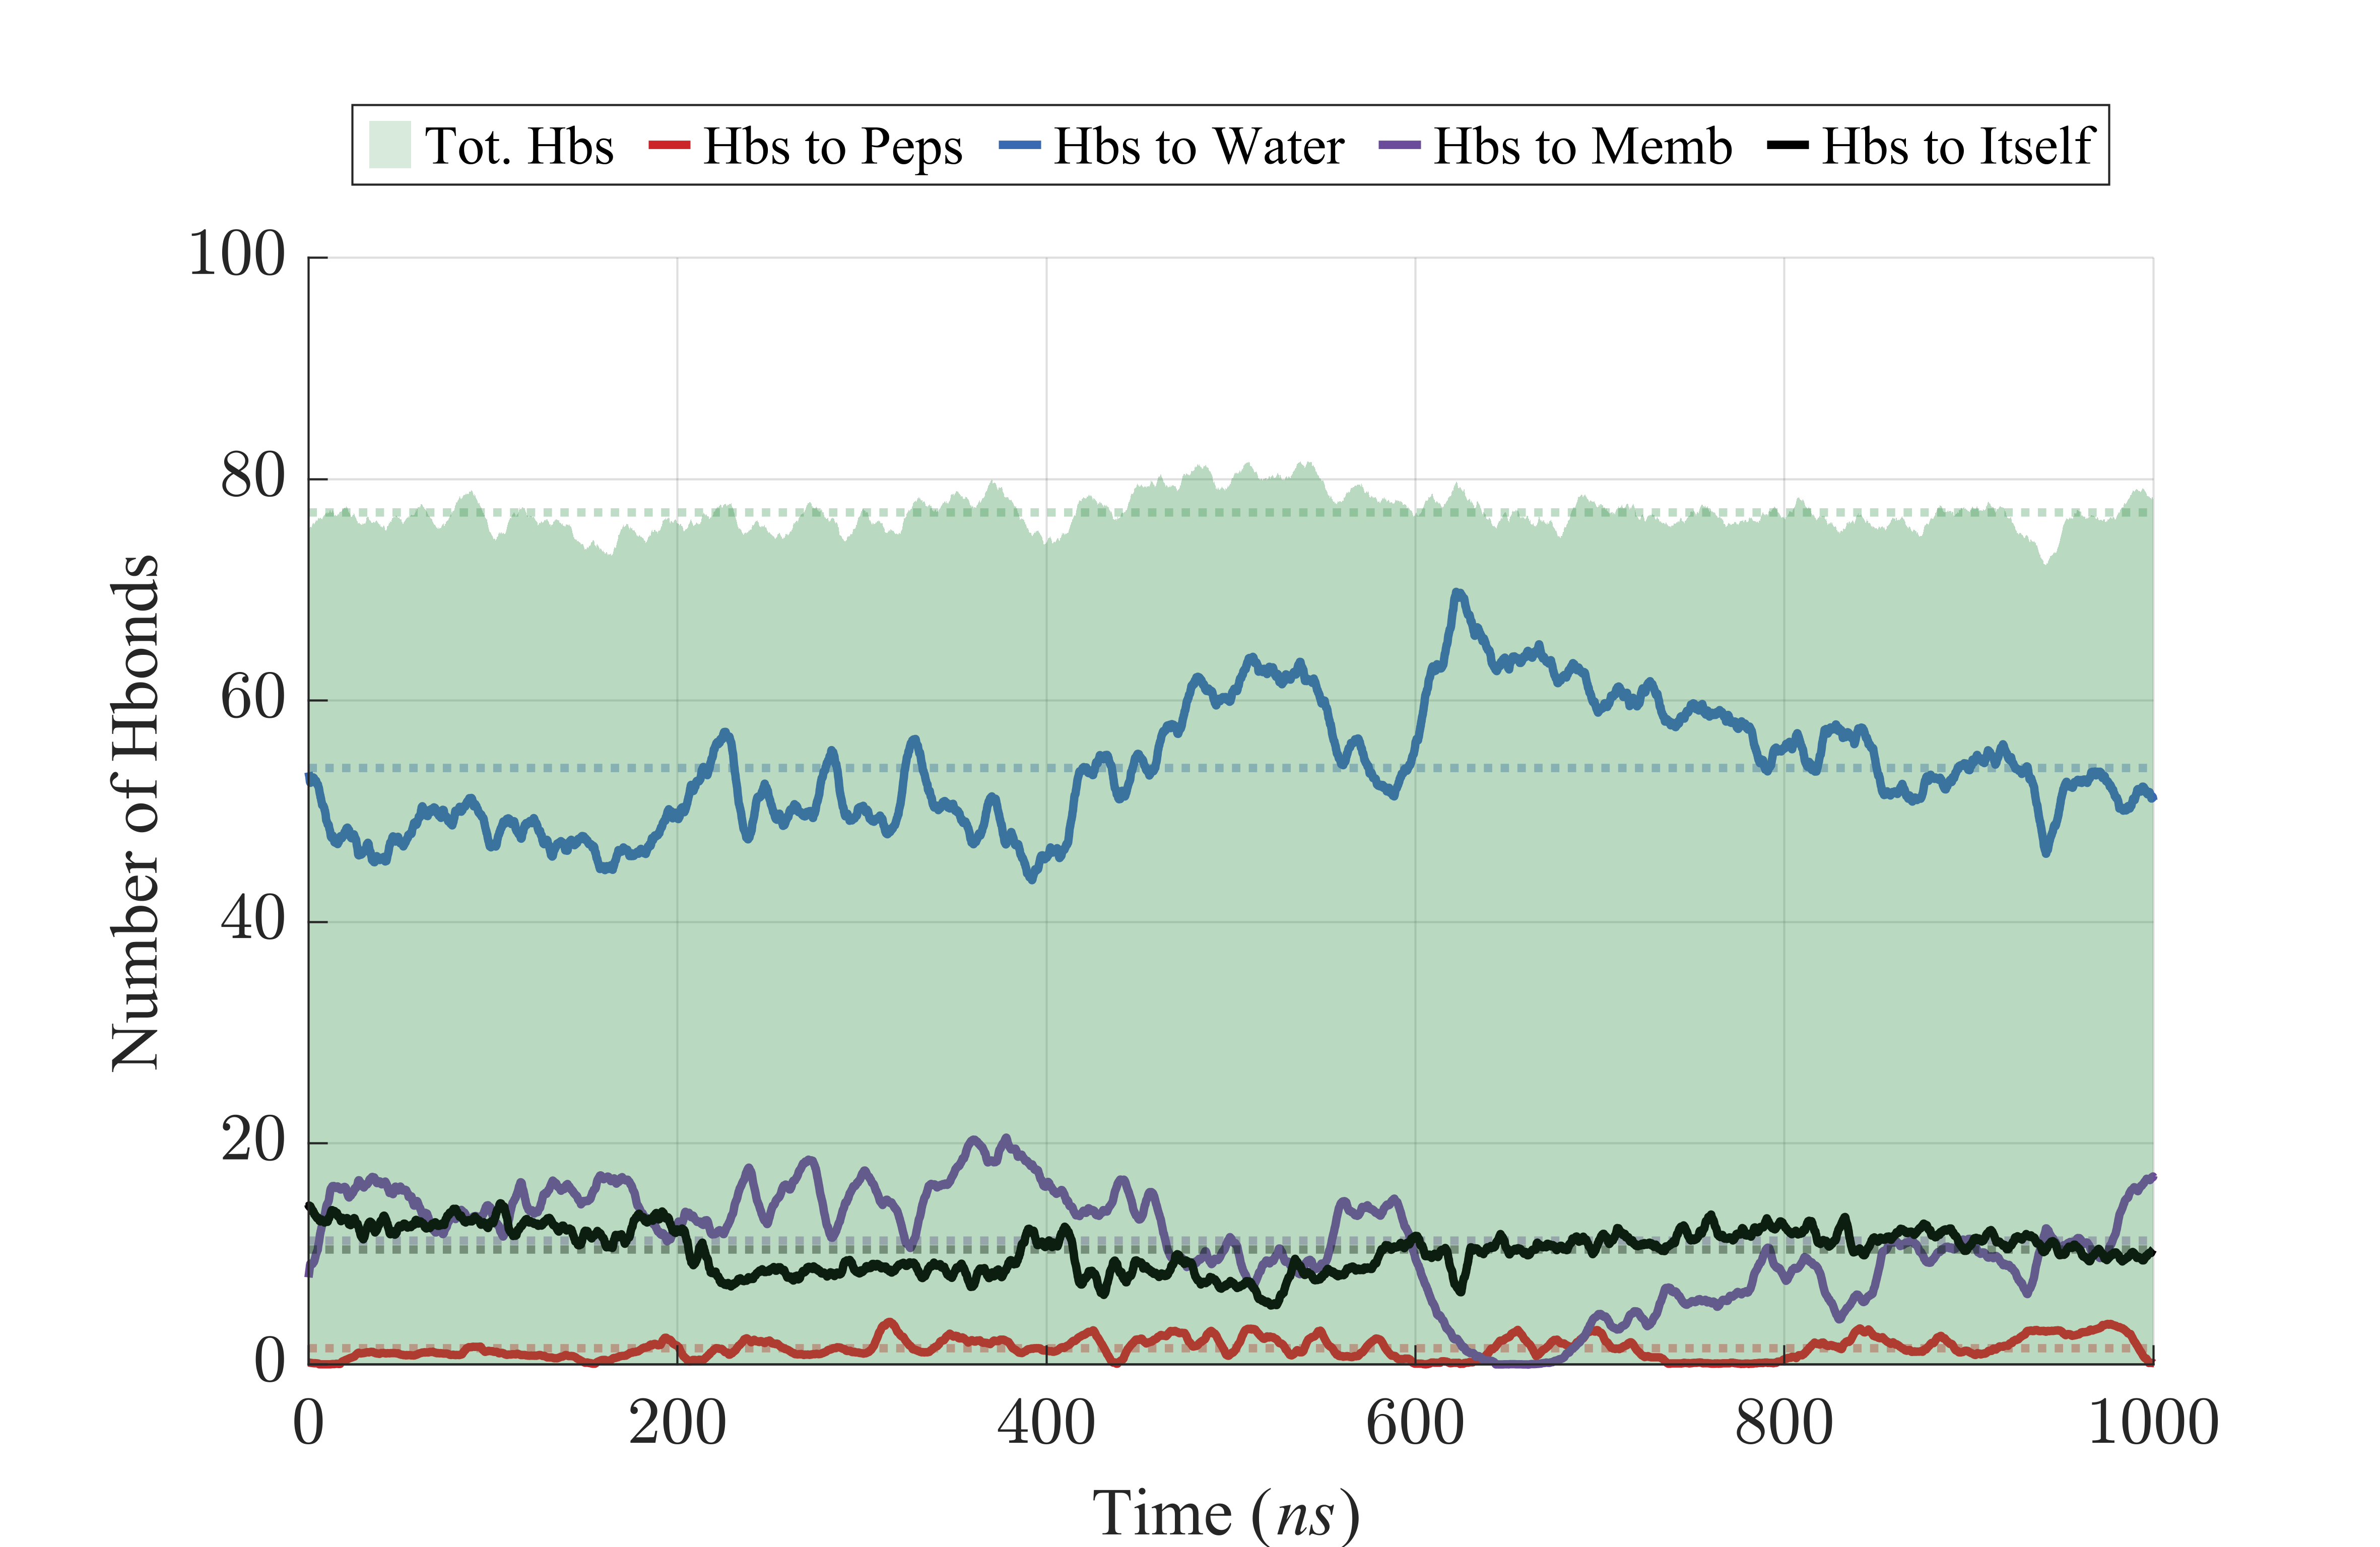 Tot. Hbs Hbs to Peps Hbs to Water Hbs to Memb Hbs to Itself
100
80
60
40
20
0
Number of Hbonds
0 200 400 600 800 1000
Time (ns)